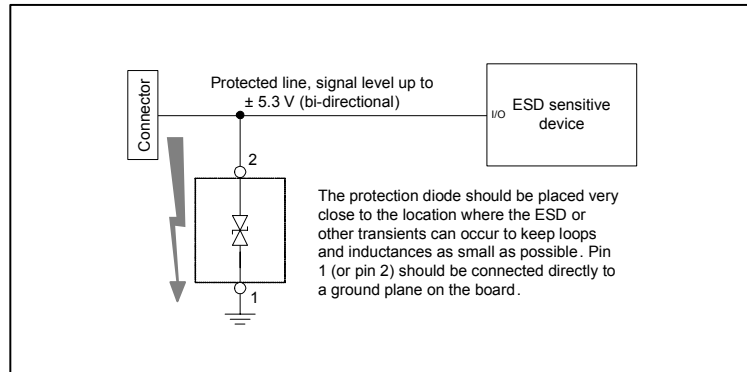 Connector
Protected line, signal level up to
± 5.3 V (bi-directional)
I/O
ESD sensitive
device
2
The protection diode should be placed very
close to the location where the ESD or
other transients can occur to keep loops
and inductances as small as possible. Pin
1 (or pin 2) should be connected directly to
a ground plane on the board.
1